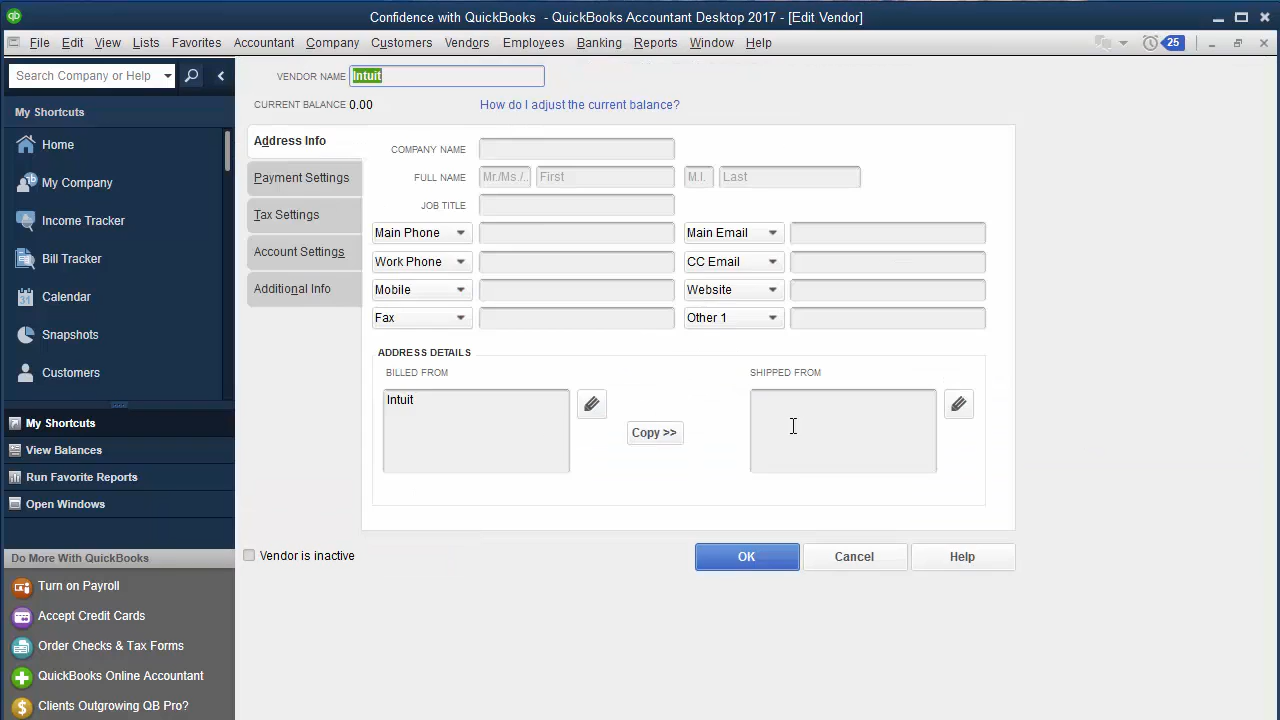 Confidence with QuickBooks - QuickBooks Accountant Desktop 2017 - [Edit Vendor]
File Edit View Lists Favorites Accountant Company Customers Vendors Employees Banking Reports Window Help 25
Search Company or Help
VENDOR NAME Intuit
CURRENT BALANCE 0.00 How do I adjust the current balance?
My Shortcuts
Home
My Company
Income Tracker
Bill Tracker
Calendar
Snapshots
Customers
My Shortcuts
View Balances
Run Favorite Reports
Open Windows
Do More With QuickBooks
Turn on Payroll
Accept Credit Cards
Order Checks & Tax Forms
QuickBooks Online Accountant
$ Clients Outgrowing QB Pro?
Address Info
Payment Settings
Tax Settings
Account Settings
Additional Info
COMPANY NAME
FULL NAME Mr./Ms./.. First M.I. Last
JOB TITLE
Main Phone Main Email
Work Phone CC Email
Mobile Website
Fax Other 1
ADDRESS DETAILS
BILLED FROM SHIPPED FROM
Intuit
Copy >>
Vendor is inactive
OK Cancel Help